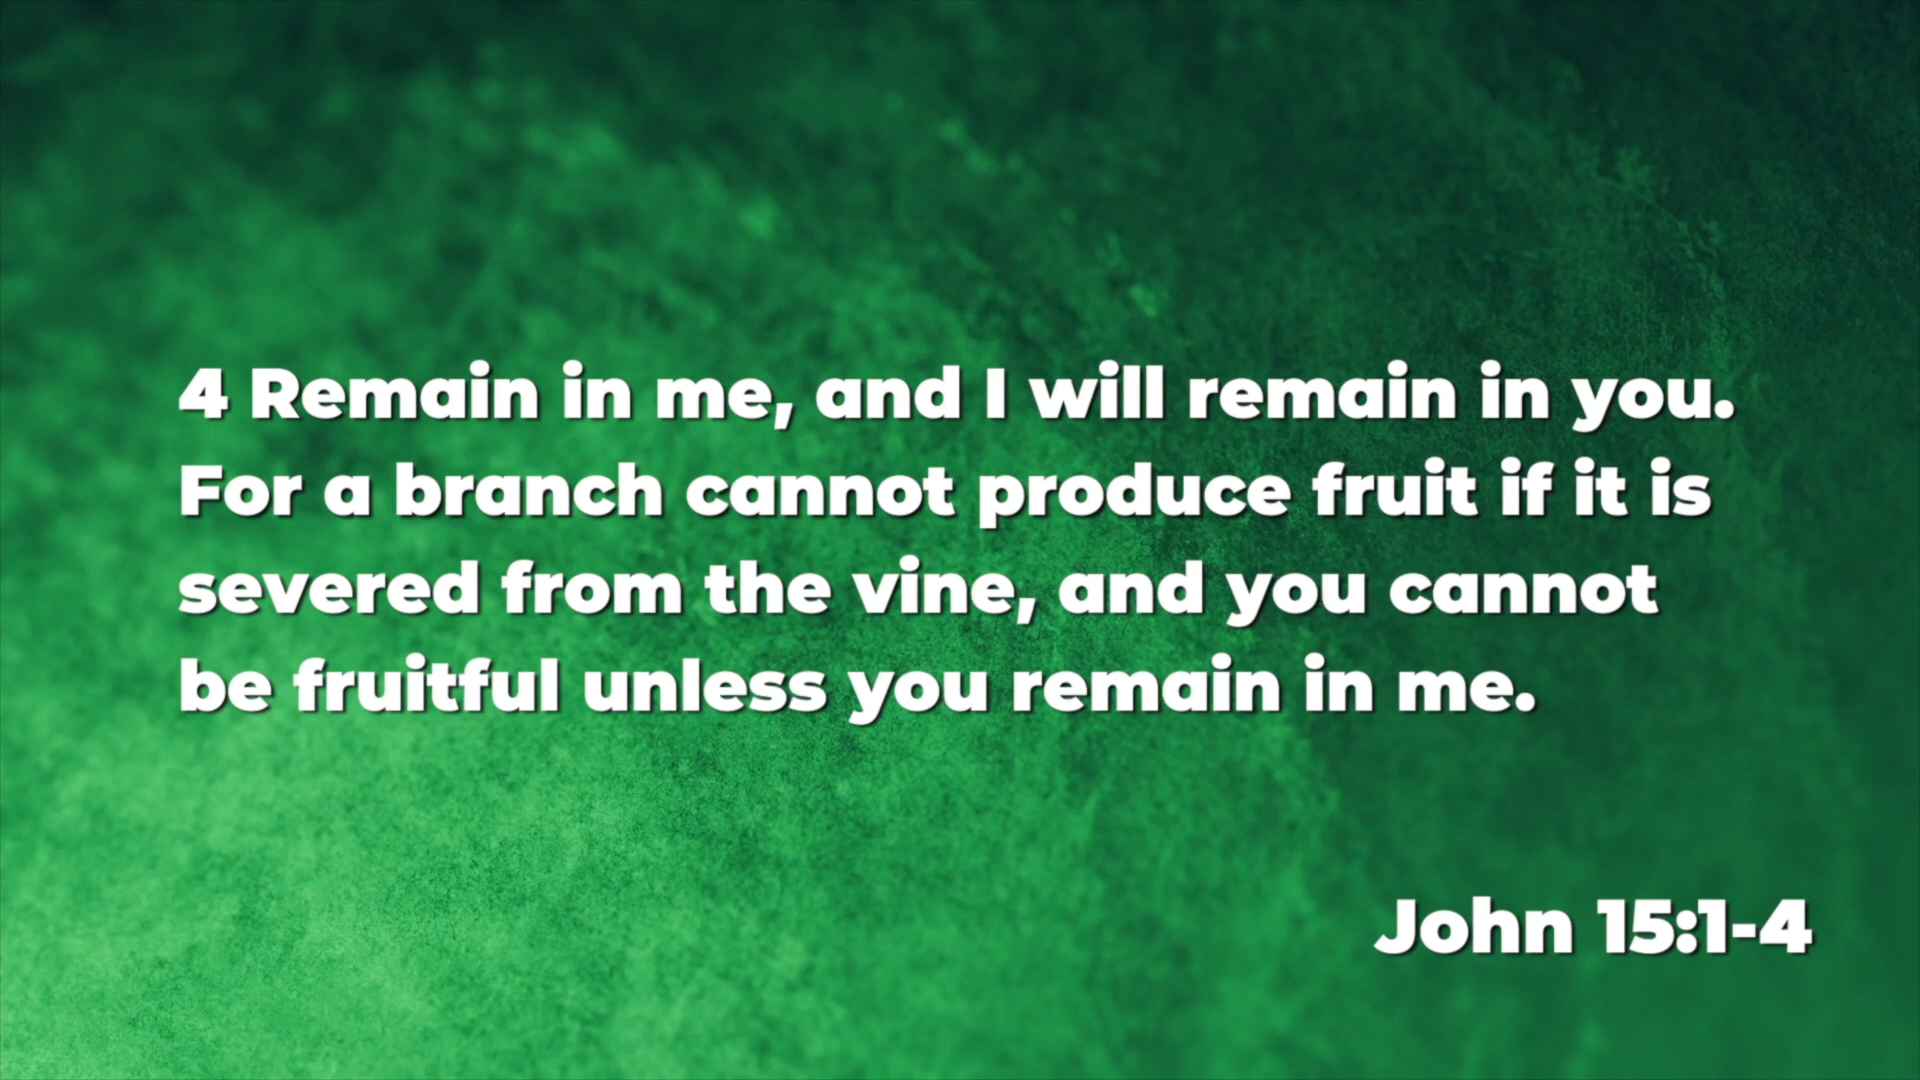 4 Remain in me, and I will remain in you.
For a branch cannot produce fruit if it is
severed from the vine, and you cannot
be fruitful unless you remain in me.
John 15:1-4